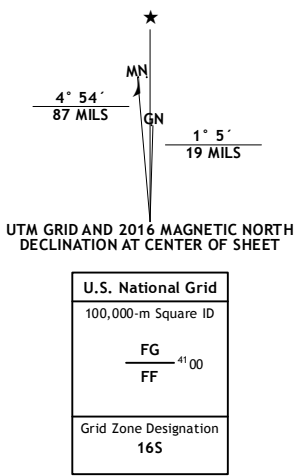 ★
MN
4° 54´
87 MILS
GN
1° 5´
19 MILS
UTM GRID AND 2016 MAGNETIC NORTH
DECLINATION AT CENTER OF SHEET
U.S. National Grid
100,000-m Square ID
FG
4100
FF
Grid Zone Designation
16S